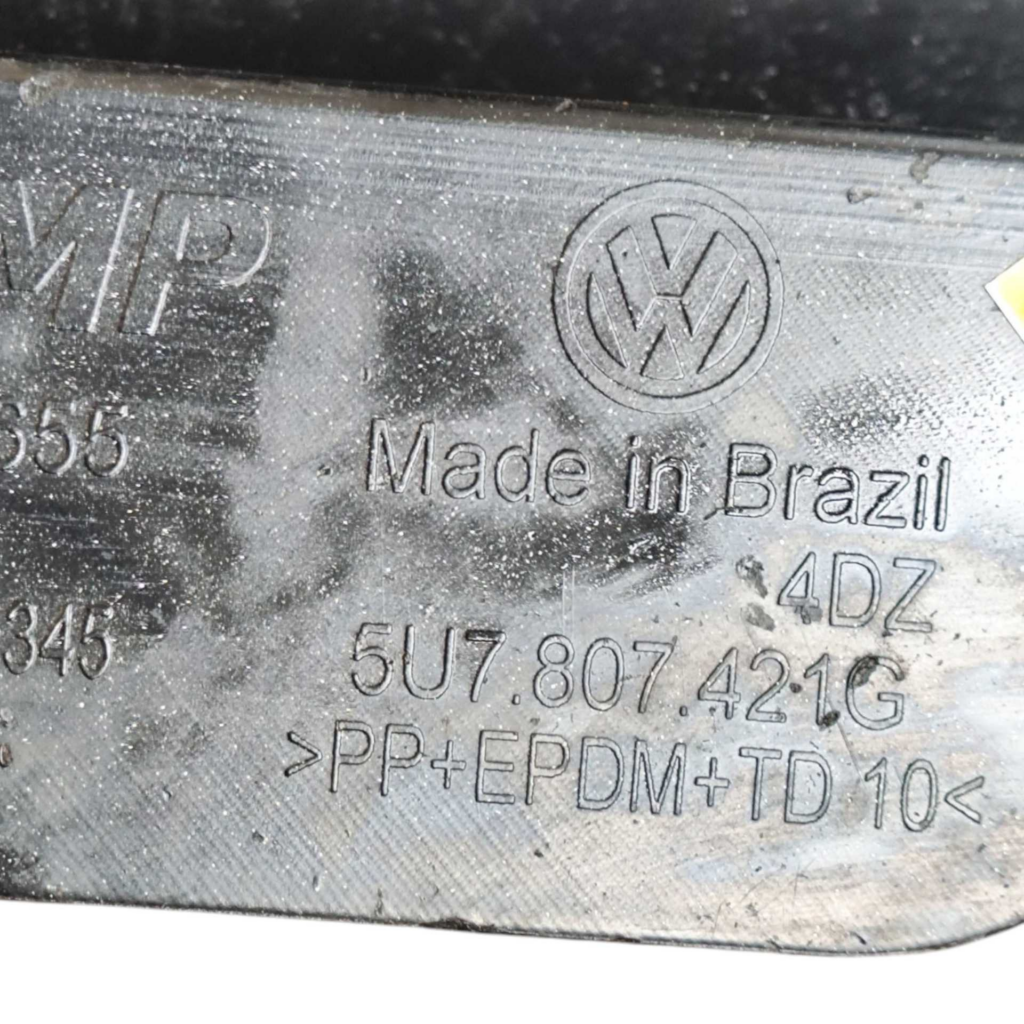 MP
655
Made in Brazil
4DZ
345
5U7.807.421G
>PP+EPDM+TD 10<